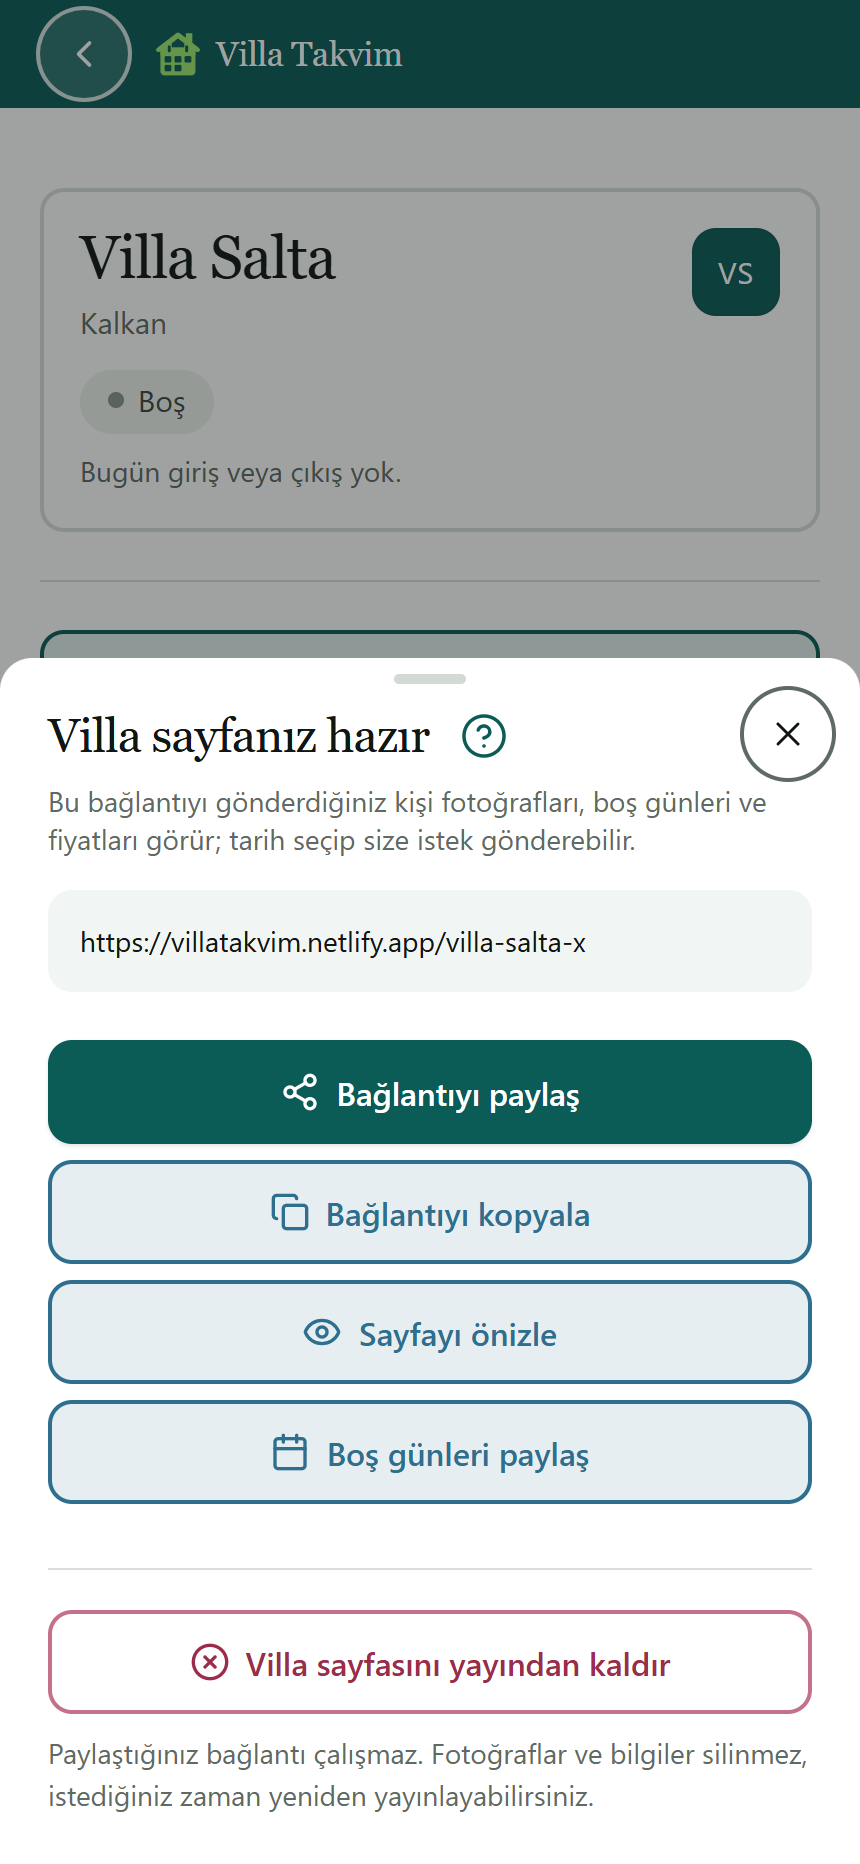 Villa Takvim
Villa Salta
VS
Kalkan
Boş
Bugün giriş veya çıkış yok.
Villa sayfanız hazır
Bu bağlantıyı gönderdiğiniz kişi fotoğrafları, boş günleri ve
fiyatları görür; tarih seçip size istek gönderebilir.
https://villatakvim.netlify.app/villa-salta-x
Bağlantıyı paylaş
Bağlantıyı kopyala
Sayfayı önizle
Boş günleri paylaş
Villa sayfasını yayından kaldır
Paylaştığınız bağlantı çalışmaz. Fotoğraflar ve bilgiler silinmez,
istediğiniz zaman yeniden yayınlayabilirsiniz.